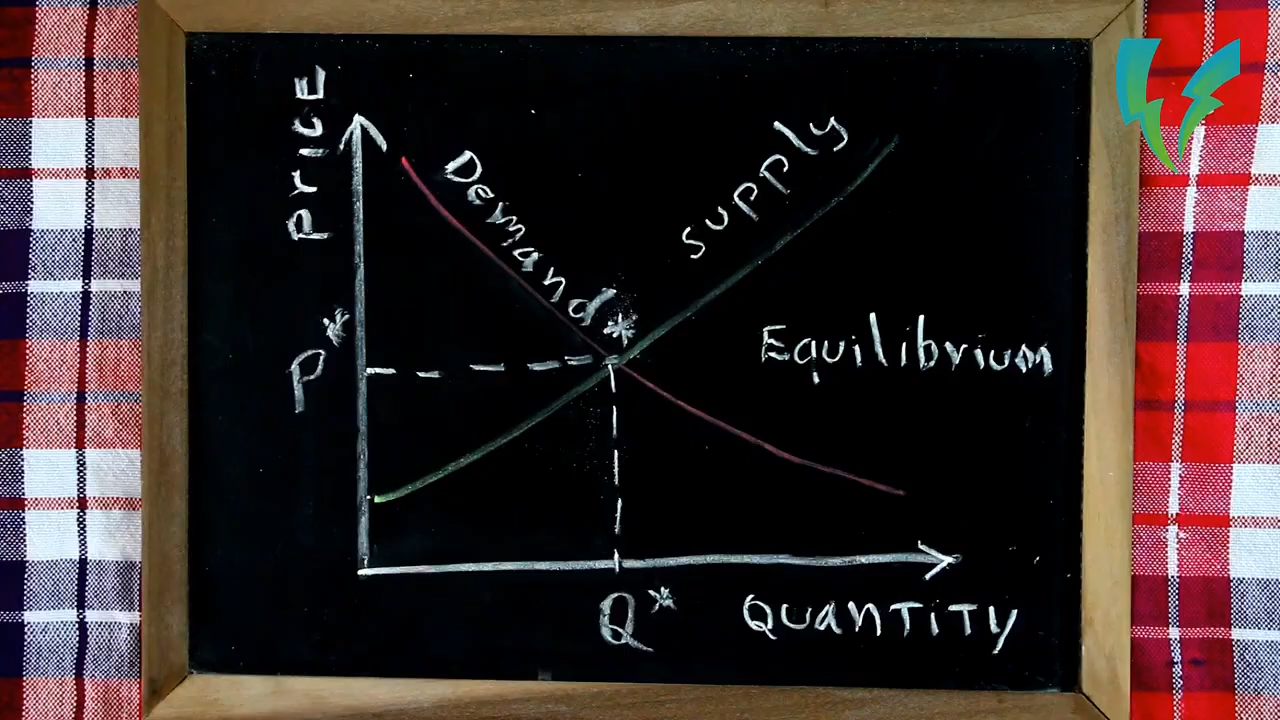 PRICE
Demand
supply
*
P*
Equilibrium
Q*
QUANTITY